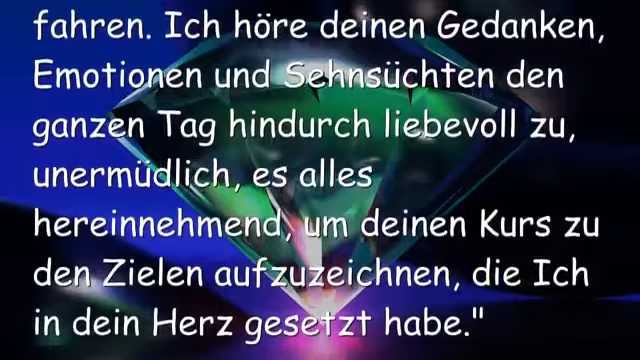 fahren. Ich höre deinen Gedanken,
Emotionen und Sehnsüchten den
ganzen Tag hindurch liebevoll zu,
unermüdlich, es alles
hereinnehmend, um deinen Kurs zu
den Zielen aufzuzeichnen, die Ich
in dein Herz gesetzt habe."